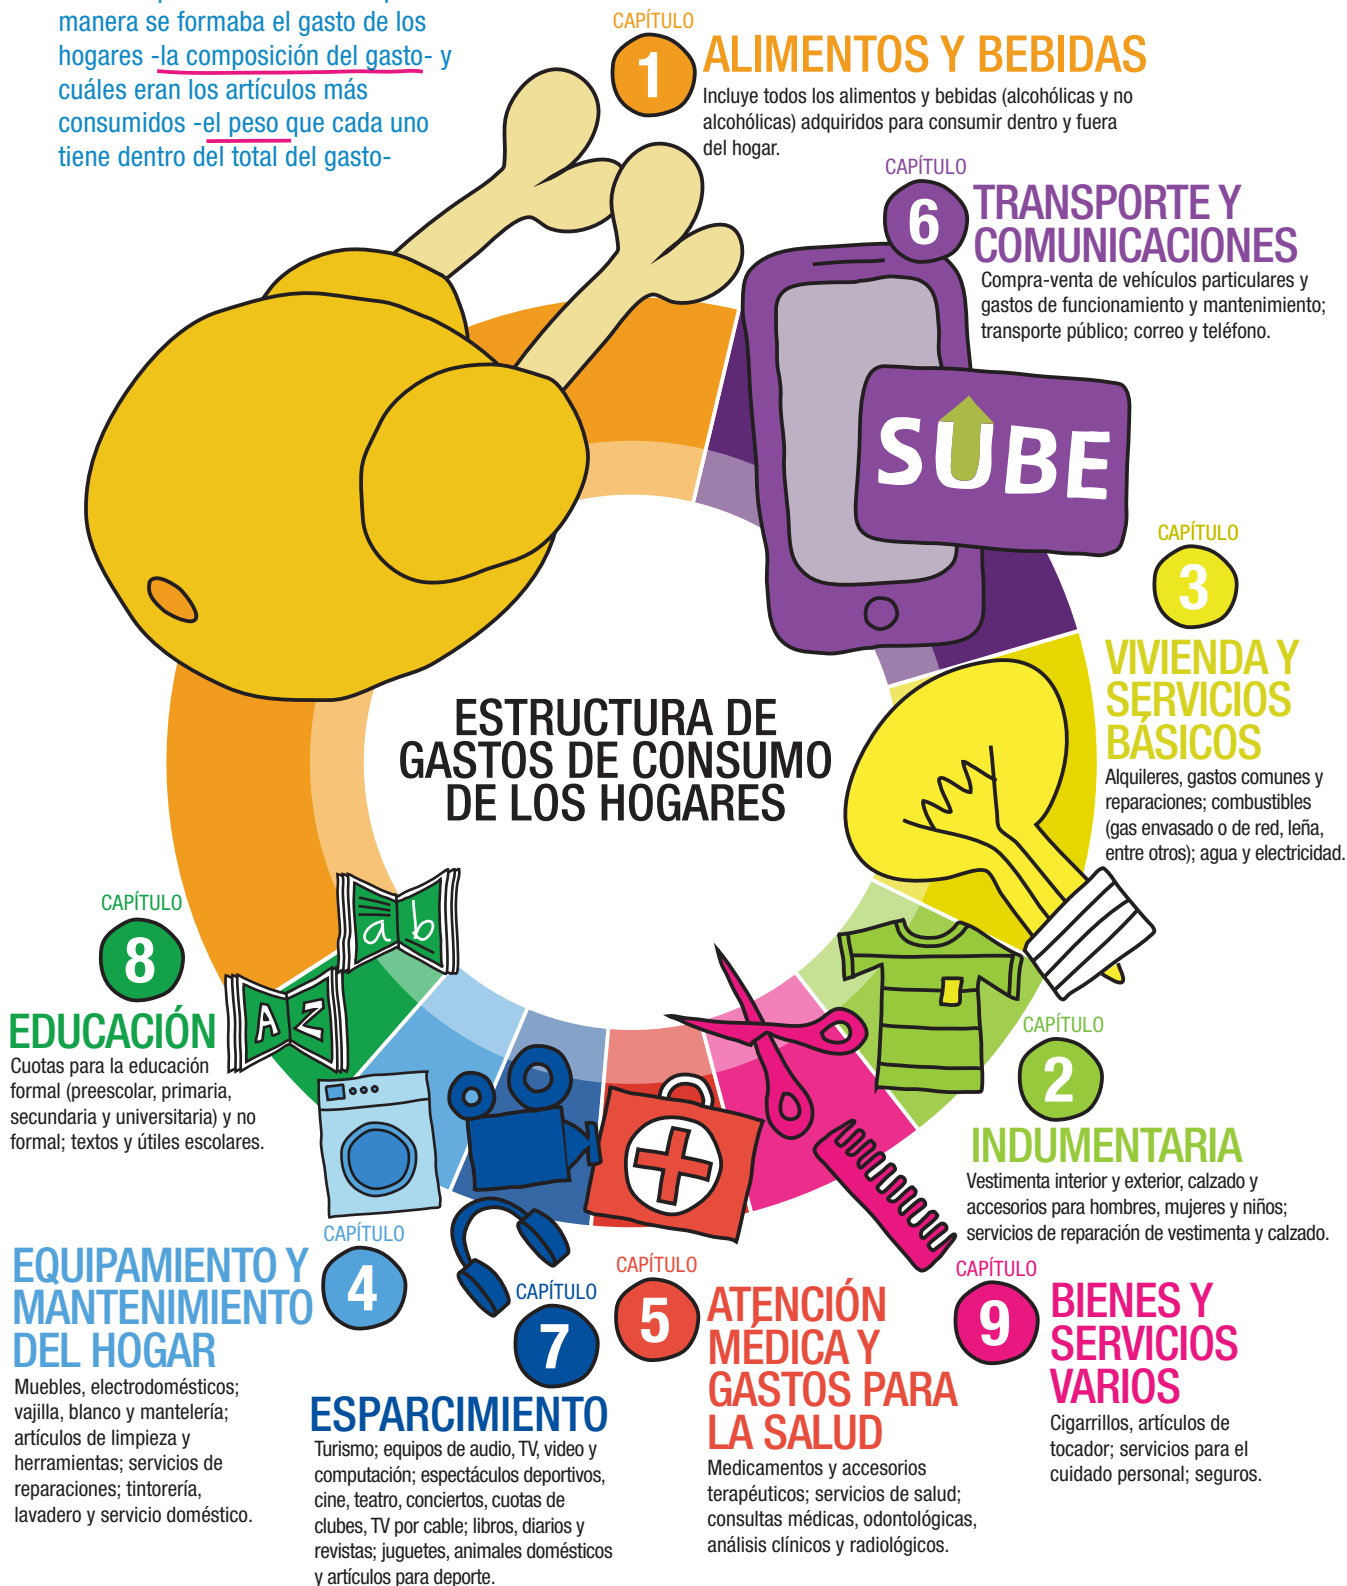 manera se formaba el gasto de los
hogares -la composición del gasto- y
cuáles eran los artículos más
consumidos -el peso que cada uno
tiene dentro del total del gasto-
CAPÍTULO
1
ALIMENTOS Y BEBIDAS
Incluye todos los alimentos y bebidas (alcohólicas y no
alcohólicas) adquiridos para consumir dentro y fuera
del hogar.
CAPÍTULO
6
TRANSPORTE Y
COMUNICACIONES
Compra-venta de vehículos particulares y
gastos de funcionamiento y mantenimiento;
transporte público; correo y teléfono.
SUBE
CAPÍTULO
3
VIVIENDA Y
SERVICIOS
BÁSICOS
Alquileres, gastos comunes y
reparaciones; combustibles
(gas envasado o de red, leña,
entre otros); agua y electricidad.
ESTRUCTURA DE
GASTOS DE CONSUMO
DE LOS HOGARES
CAPÍTULO
8
EDUCACIÓN
Cuotas para la educación
formal (preescolar, primaria,
secundaria y universitaria) y no
formal; textos y útiles escolares.
a b
A Z
CAPÍTULO
2
INDUMENTARIA
Vestimenta interior y exterior, calzado y
accesorios para hombres, mujeres y niños;
servicios de reparación de vestimenta y calzado.
CAPÍTULO
4
EQUIPAMIENTO Y
MANTENIMIENTO
DEL HOGAR
Muebles, electrodomésticos;
vajilla, blanco y mantelería;
artículos de limpieza y
herramientas; servicios de
reparaciones; tintorería,
lavadero y servicio doméstico.
CAPÍTULO
7
ESPARCIMIENTO
Turismo; equipos de audio, TV, video y
computación; espectáculos deportivos,
cine, teatro, conciertos, cuotas de
clubes, TV por cable; libros, diarios y
revistas; juguetes, animales domésticos
y artículos para deporte.
CAPÍTULO
5
ATENCIÓN
MÉDICA Y
GASTOS PARA
LA SALUD
Medicamentos y accesorios
terapéuticos; servicios de salud;
consultas médicas, odontológicas,
análisis clínicos y radiológicos.
CAPÍTULO
9
BIENES Y
SERVICIOS
VARIOS
Cigarrillos, artículos de
tocador; servicios para el
cuidado personal; seguros.